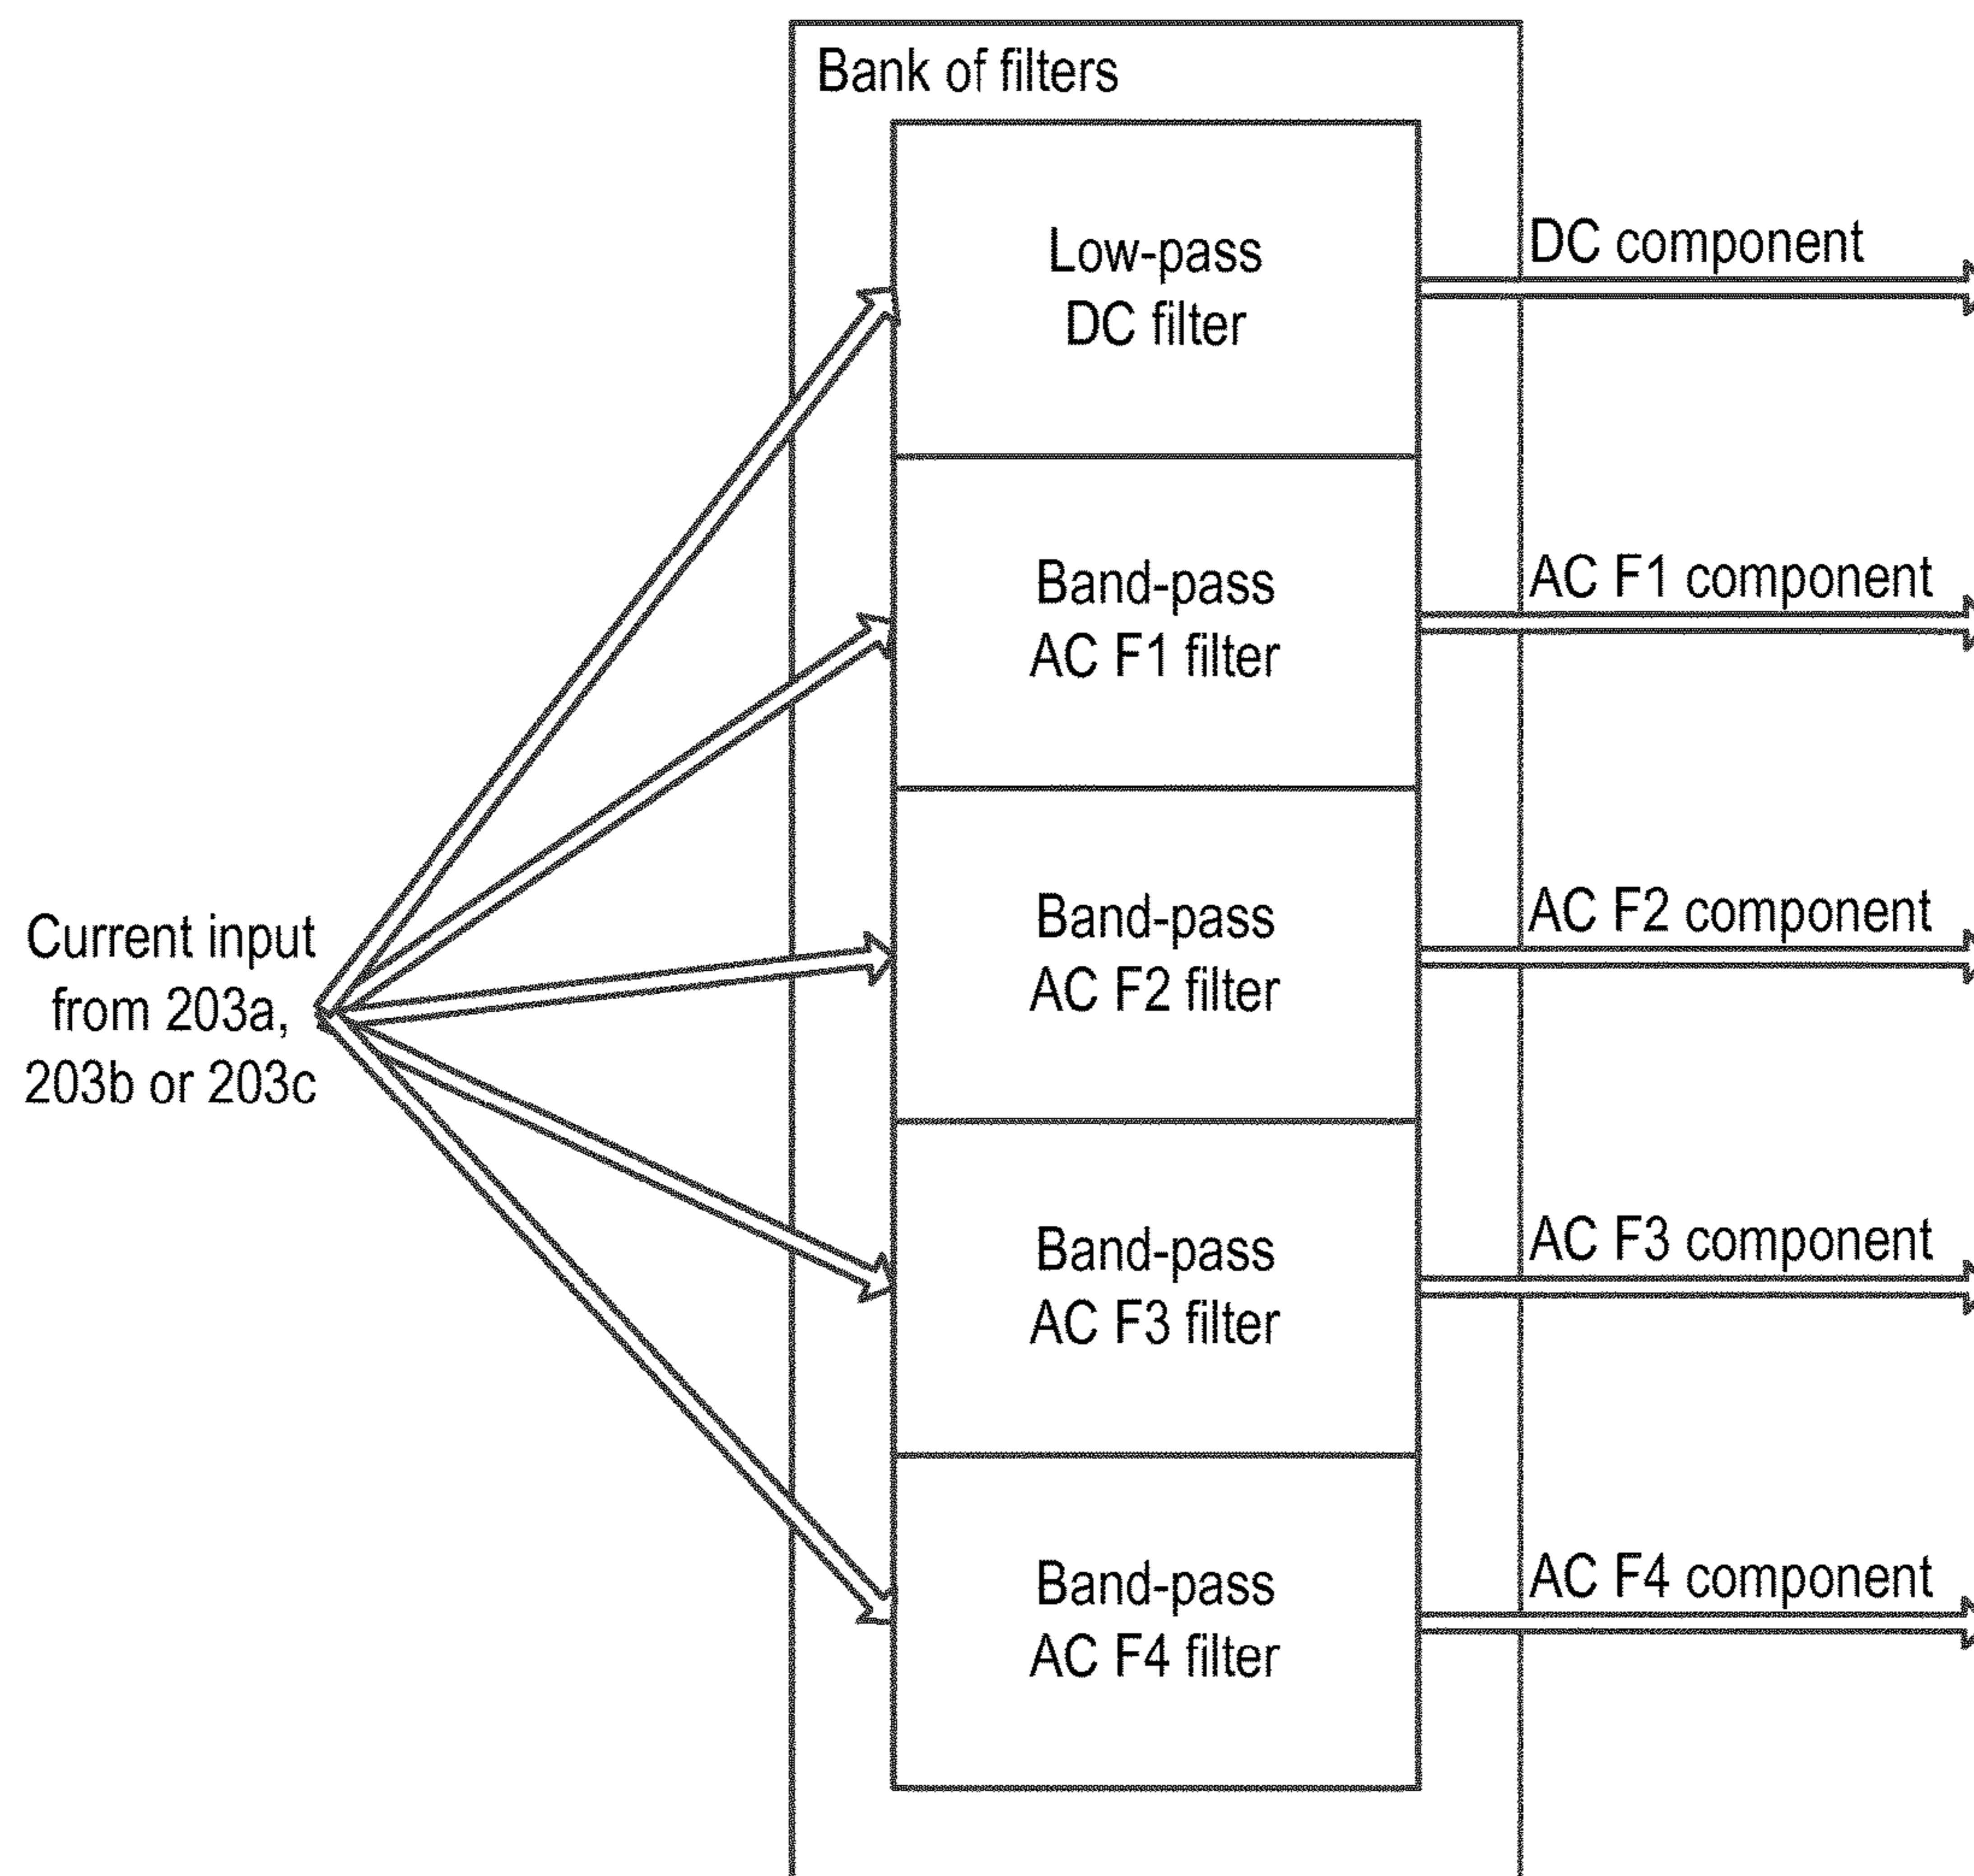 Bank of filters
Low-pass
DC filter
DC component
Band-pass
AC F1 filter
AC F1 component
Current input
from 203a,
203b or 203c
Band-pass
AC F2 filter
AC F2 component
Band-pass
AC F3 filter
AC F3 component
Band-pass
AC F4 filter
AC F4 component